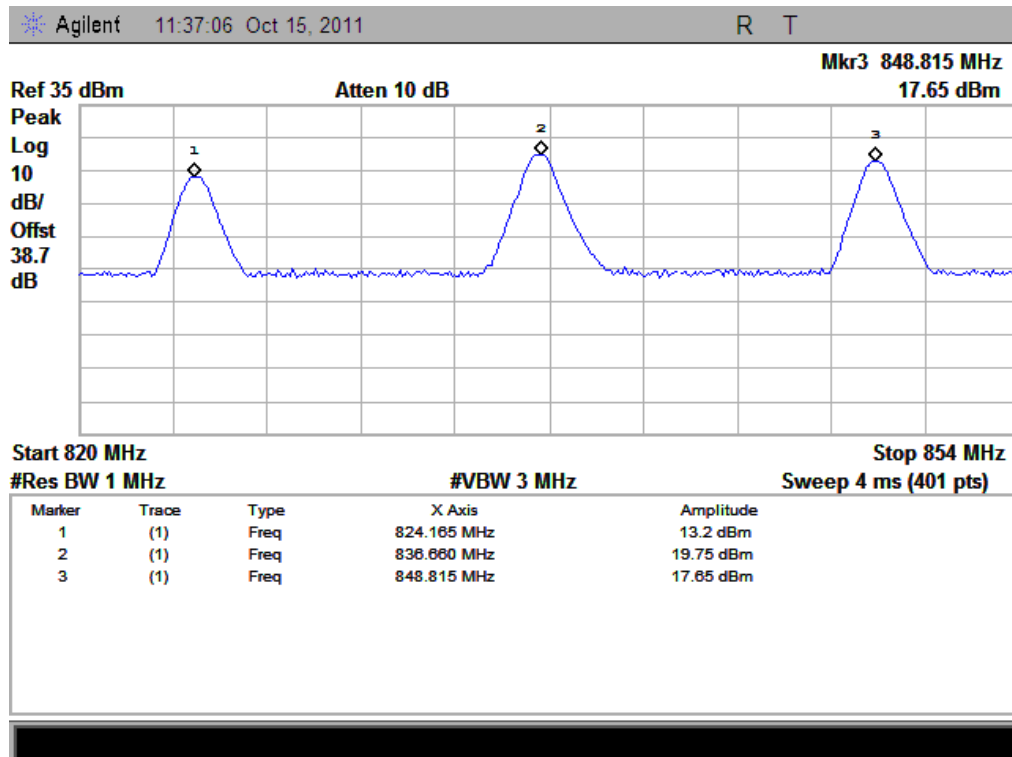 Agilent 11:37:06 Oct 15, 2011 R T
Mkr3 848.815 MHz
Ref 35 dBm Atten 10 dB 17.65 dBm
Peak
Log
10
dB/
Offst
38.7
dB
1
2
3
Start 820 MHz Stop 854 MHz
#Res BW 1 MHz #VBW 3 MHz Sweep 4 ms (401 pts)
Marker Trace Type X Axis Amplitude
1 (1) Freq 824.165 MHz 13.2 dBm
2 (1) Freq 836.660 MHz 19.75 dBm
3 (1) Freq 848.815 MHz 17.65 dBm